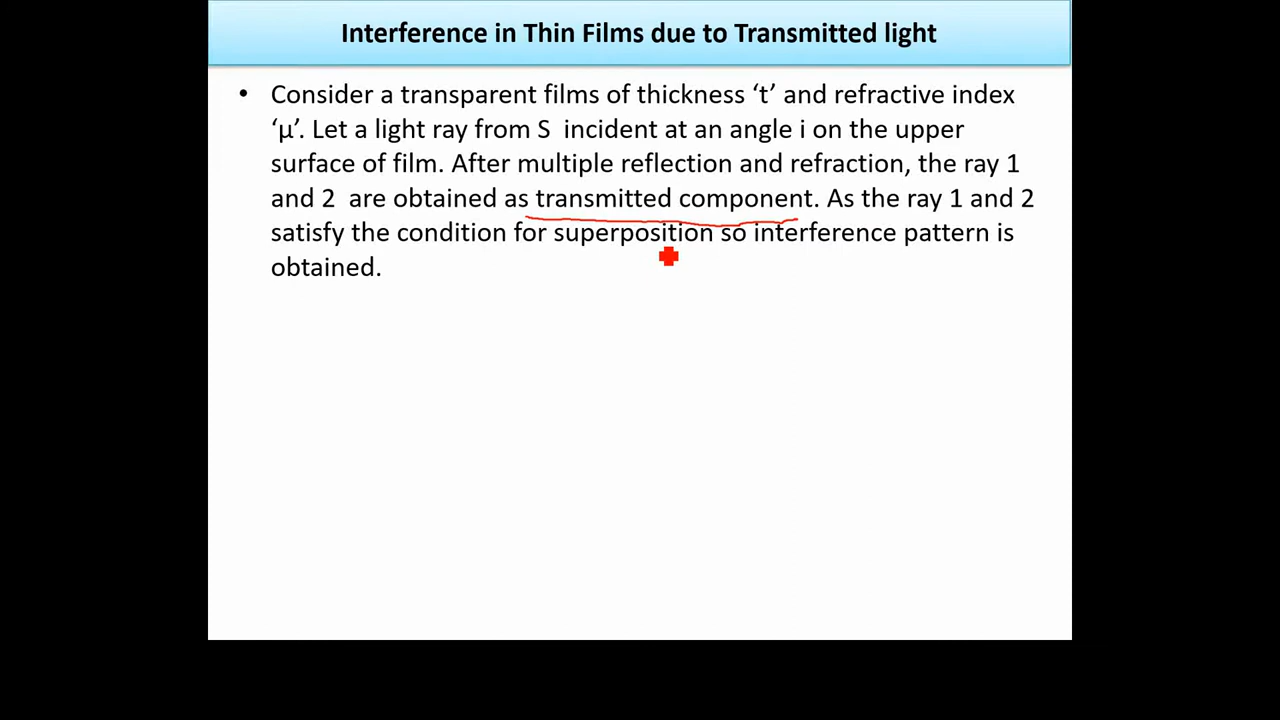 Interference in Thin Films due to Transmitted light
• Consider a transparent films of thickness ‘t’ and refractive index
‘μ’. Let a light ray from S incident at an angle i on the upper
surface of film. After multiple reflection and refraction, the ray 1
and 2 are obtained as transmitted component. As the ray 1 and 2
satisfy the condition for superposition so interference pattern is
obtained.